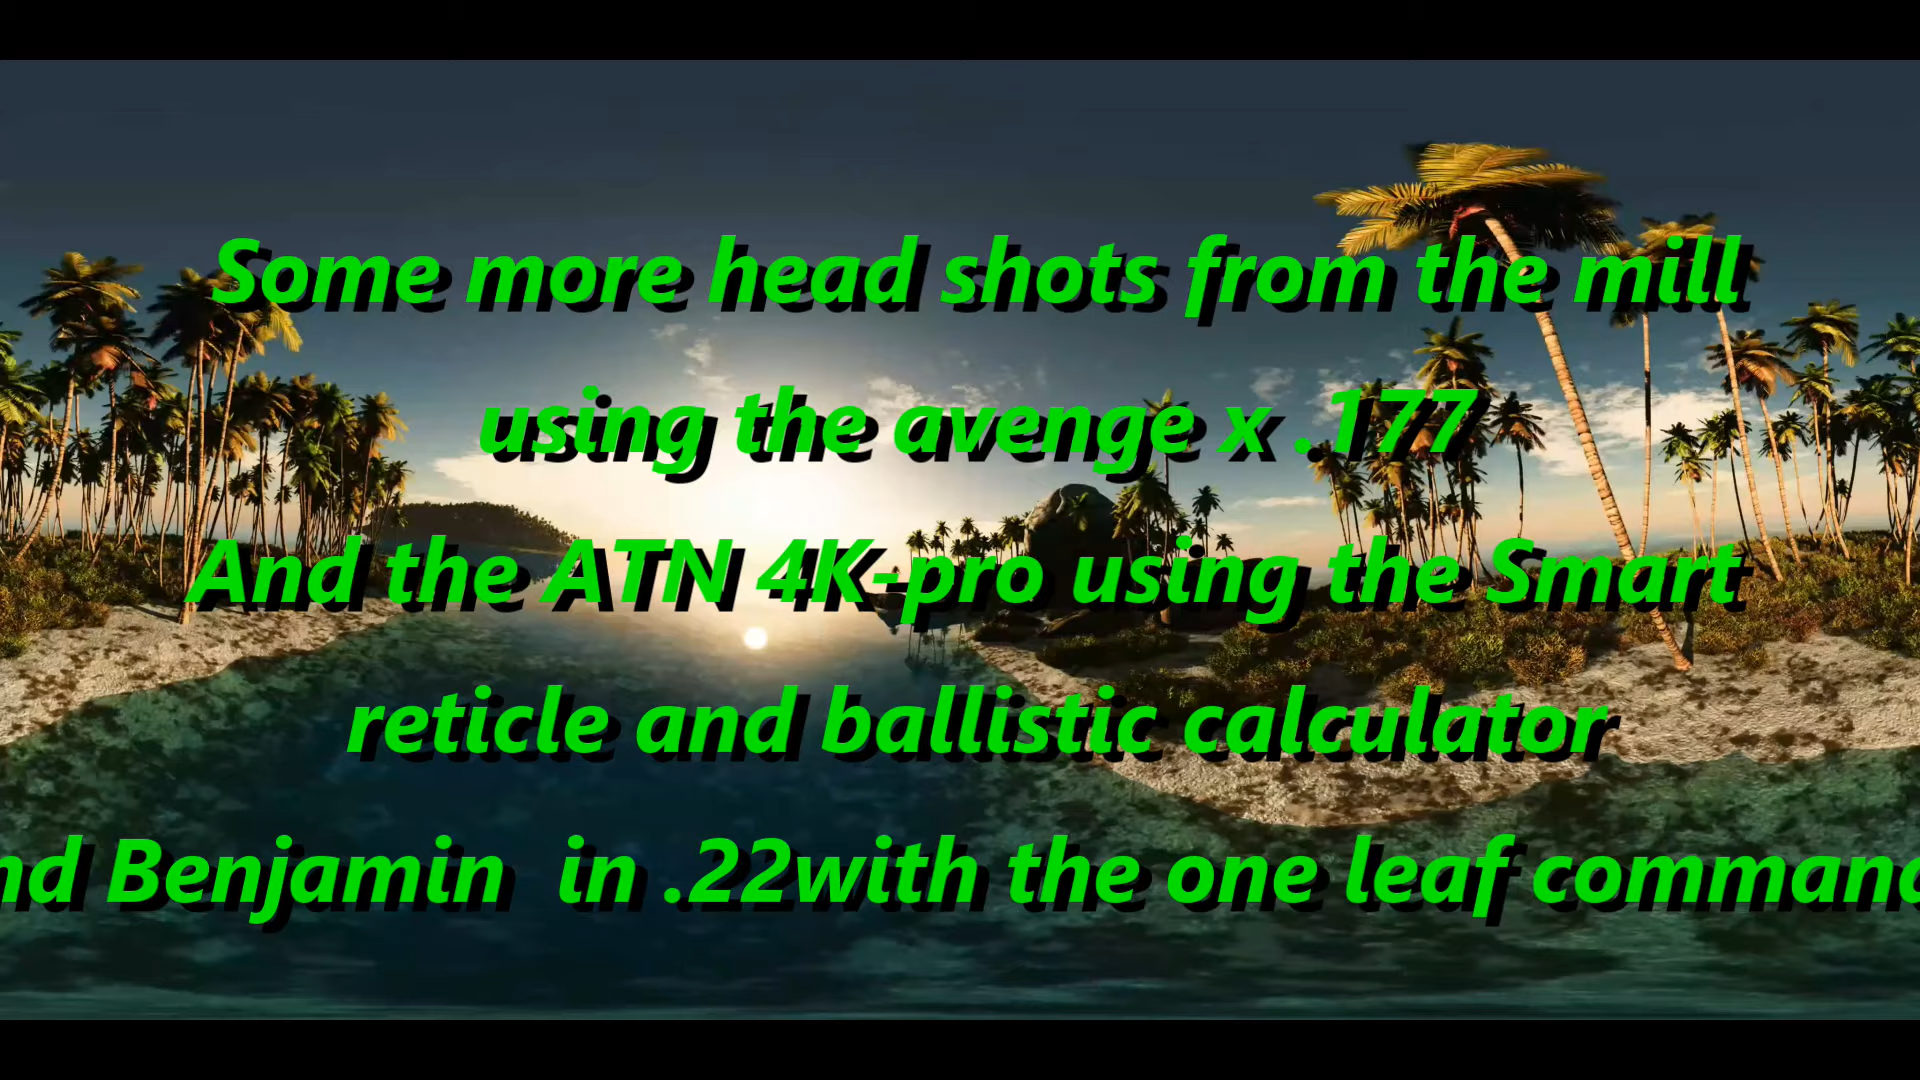 Some more head shots from the mill
using the avenge x .177
And the ATN 4K-pro using the Smart
reticle and ballistic calculator
nd Benjamin in .22with the one leaf command